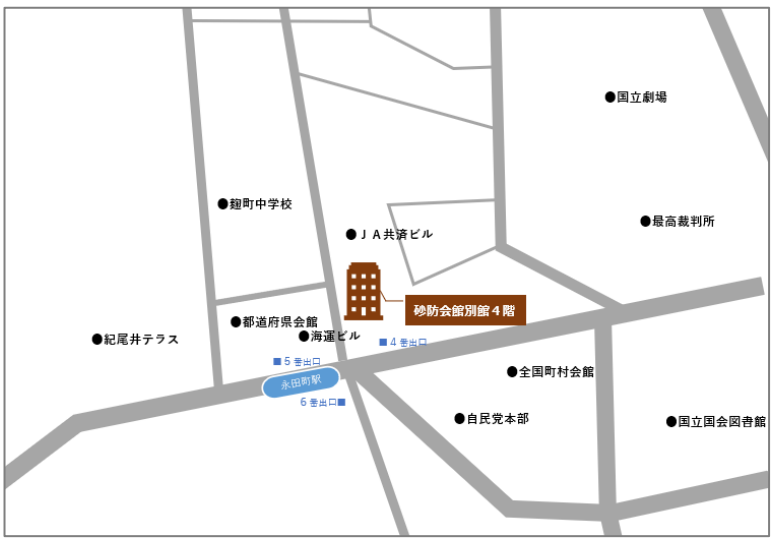 ●国立劇場
●麹町中学校
●最高裁判所
●ＪＡ共済ビル
砂防会館別館４階
●都道府県会館
●海運ビル
●紀尾井テラス
■４番出口
■５番出口
永田町駅
６番出口■
●全国町村会館
●自民党本部
●国立国会図書館